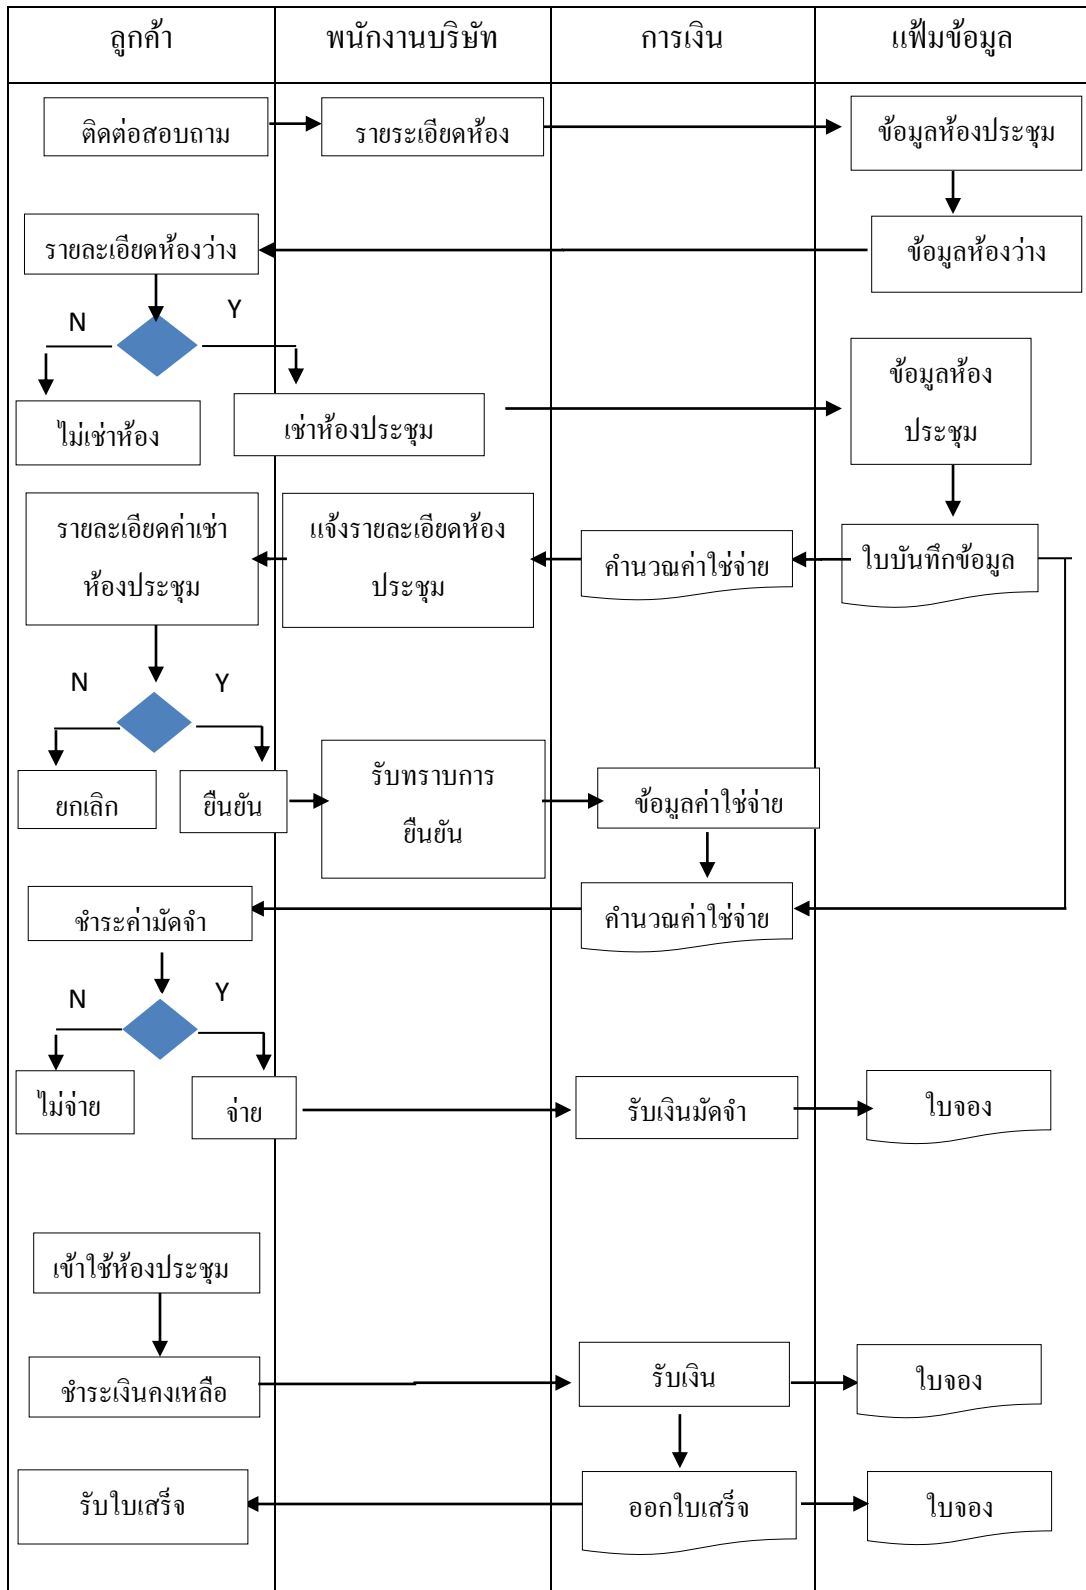 ลูกค้า
พนักงานบริษัท
การเงิน
แฟ้มข้อมูล
ติดต่อสอบถาม
รายระเอียดห้อง
ข้อมูลห้องประชุม
รายละเอียดห้องว่าง
ข้อมูลห้องว่าง
N
Y
ไม่เช่าห้อง
เช่าห้องประชุม
ข้อมูลห้อง
ประชุม
รายละเอียดค่าเช่า
ห้องประชุม
แจ้งรายละเอียดห้อง
ประชุม
คำนวณค่าใช่จ่าย
ใบบันทึกข้อมูล
N
Y
ยกเลิก
ยืนยัน
รับทราบการ
ยืนยัน
ข้อมูลค่าใช่จ่าย
ชำระค่ามัดจำ
คำนวณค่าใช่จ่าย
N
Y
ไม่จ่าย
จ่าย
รับเงินมัดจำ
ใบจอง
เข้าใช้ห้องประชุม
ชำระเงินคงเหลือ
รับเงิน
ใบจอง
รับใบเสร็จ
ออกใบเสร็จ
ใบจอง